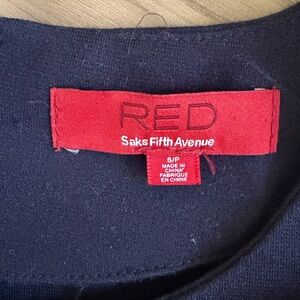 RED
Saks Fifth Avenue
S/P
MADE IN
CHINA
FABRIQUÉ
EN CHINE